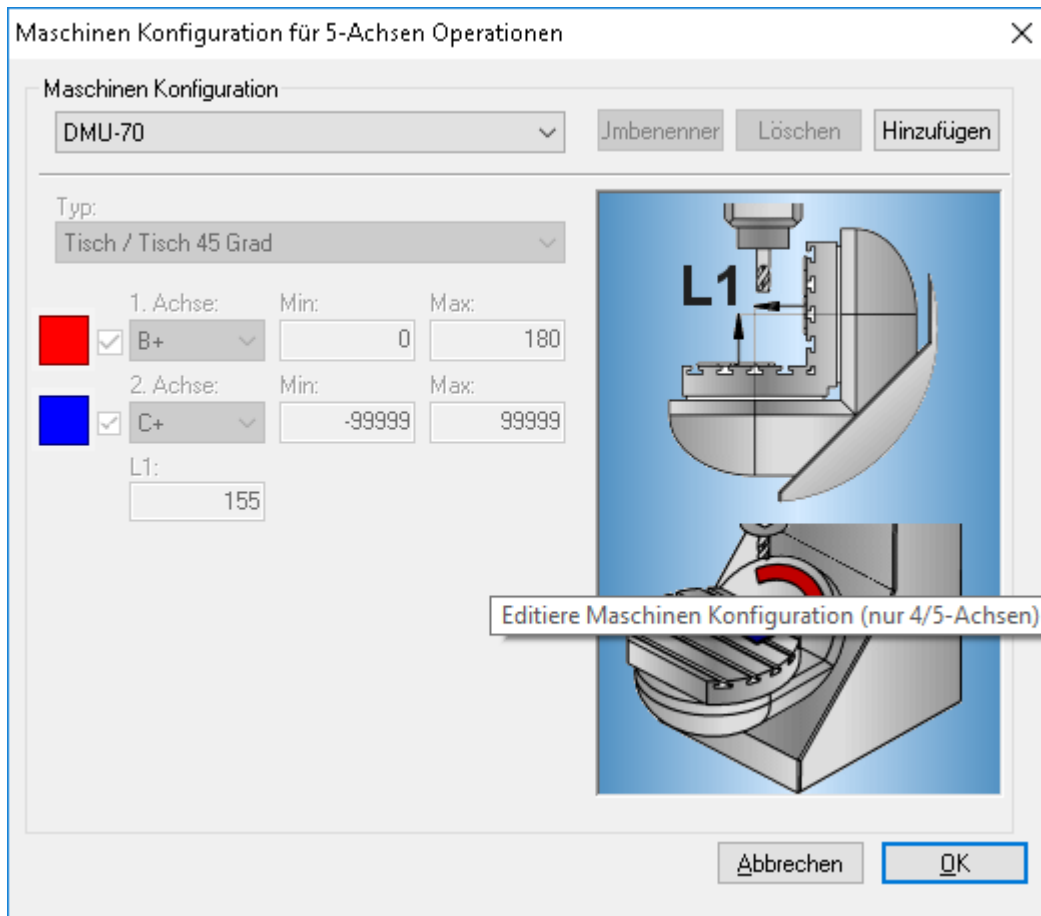 Maschinen Konfiguration für 5-Achsen Operationen
Maschinen Konfiguration
DMU-70
Jmbenenner
Löschen
Hinzufügen
Typ:
Tisch / Tisch 45 Grad
1. Achse:
Min:
Max:
B+
0
180
2. Achse:
Min:
Max:
C+
-99999
99999
L1:
155
L1
Editiere Maschinen Konfiguration (nur 4/5-Achsen)
Abbrechen
OK